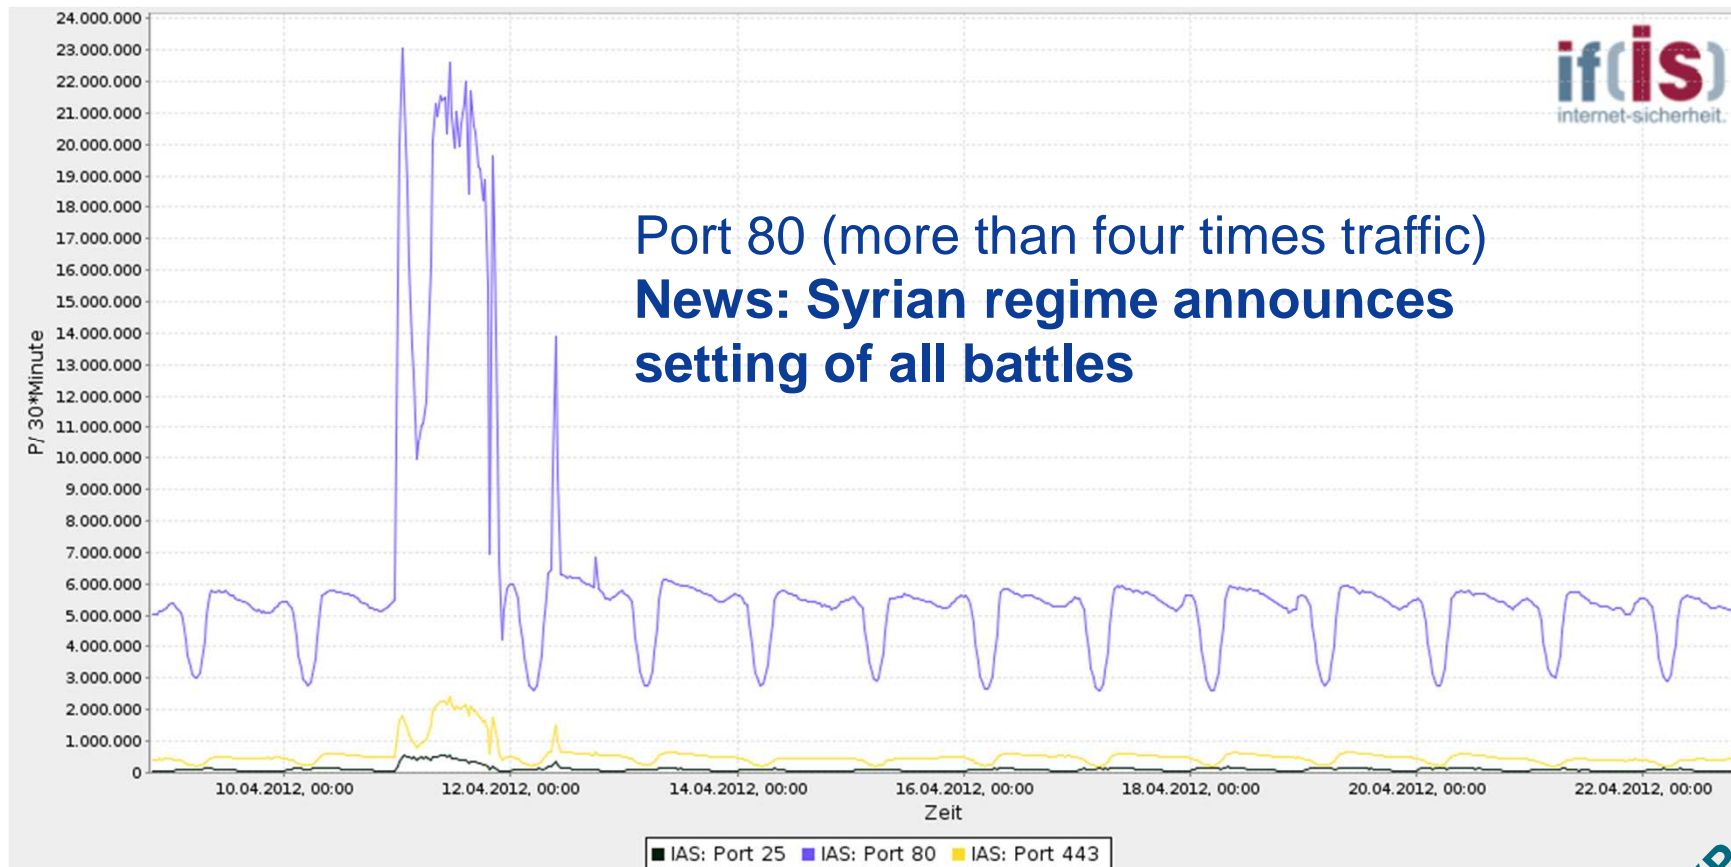 24.000.000
23.000.000
22.000.000
21.000.000
20.000.000
19.000.000
18.000.000
17.000.000
16.000.000
15.000.000
14.000.000
13.000.000
12.000.000
11.000.000
10.000.000
9.000.000
8.000.000
7.000.000
6.000.000
5.000.000
4.000.000
3.000.000
2.000.000
1.000.000
0
P/ 30*Minute
if(is)
internet-sicherheit.
Port 80 (more than four times traffic)
News: Syrian regime announces
setting of all battles
10.04.2012, 00:00 12.04.2012, 00:00 14.04.2012, 00:00 16.04.2012, 00:00 18.04.2012, 00:00 20.04.2012, 00:00 22.04.2012, 00:00
Zeit
IAS: Port 25 IAS: Port 80 IAS: Port 443